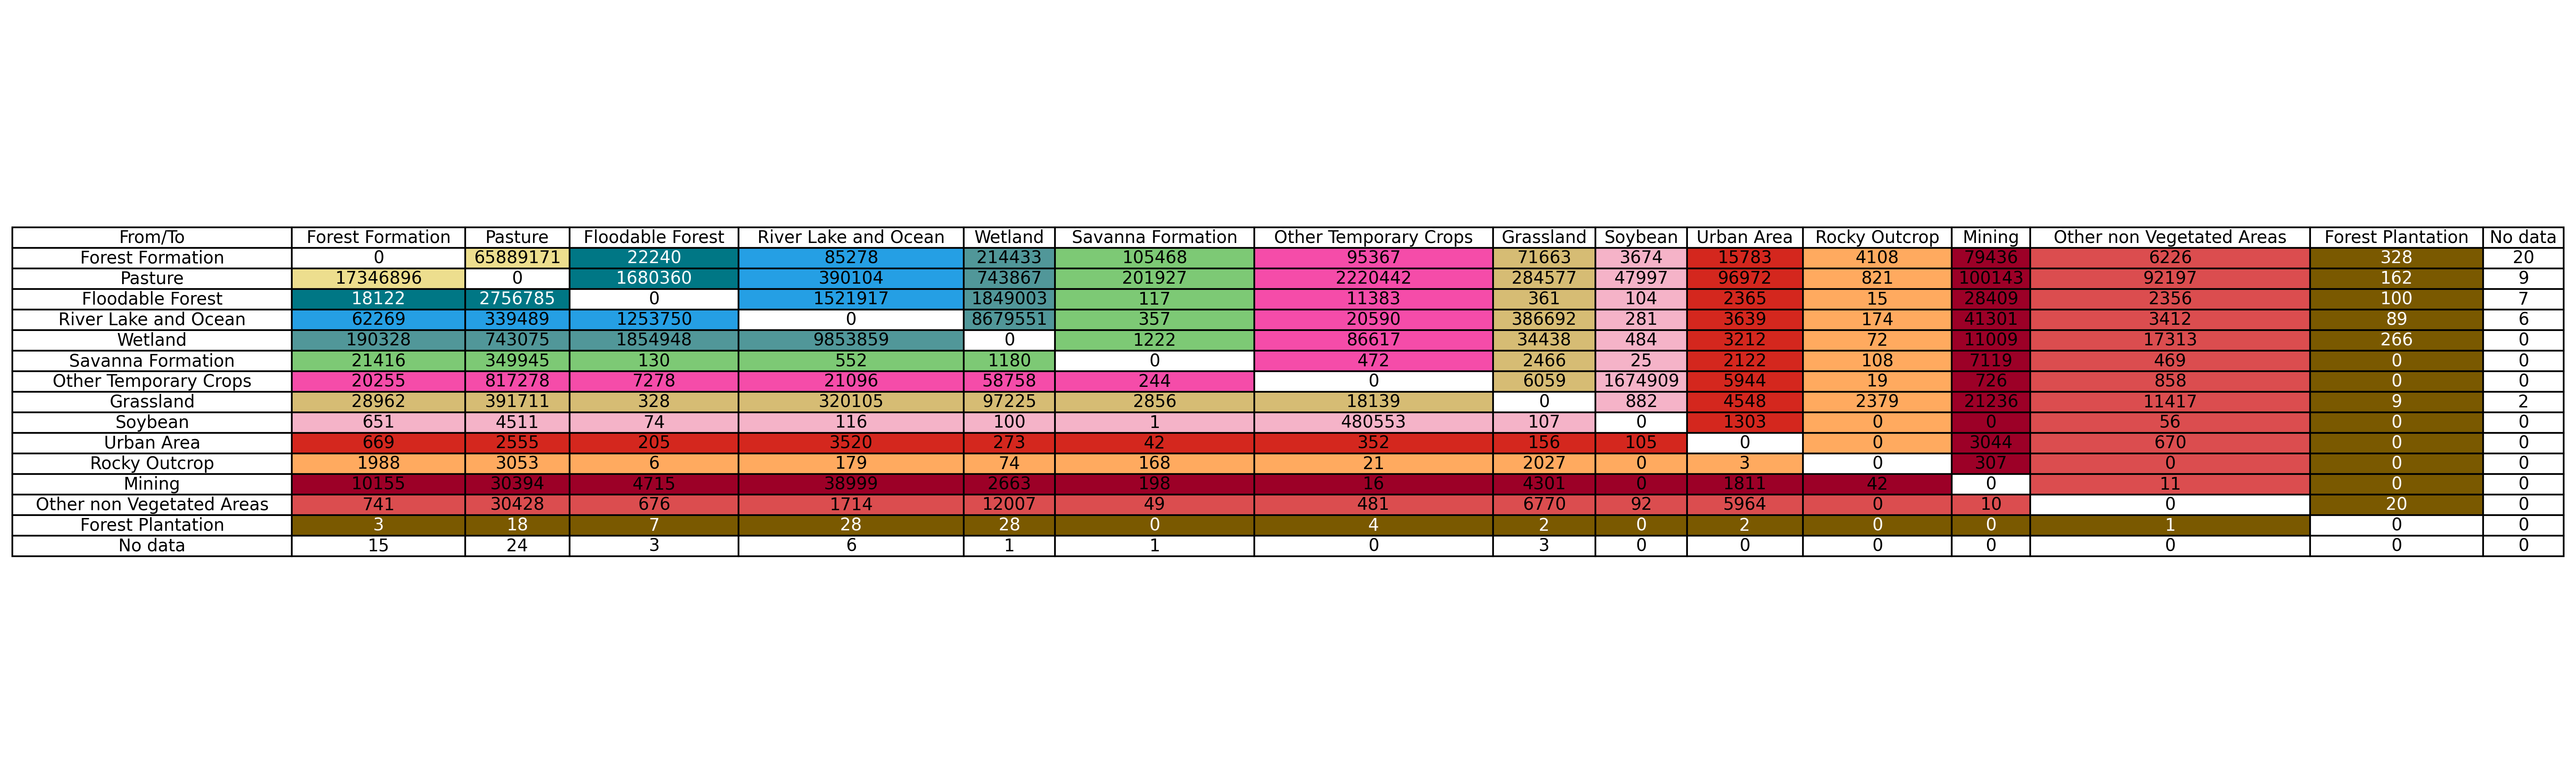 From/To Forest Formation Pasture Floodable Forest River Lake and Ocean Wetland Savanna Formation Other Temporary Crops Grassland Soybean Urban Area Rocky Outcrop Mining Other non Vegetated Areas Forest Plantation No data
Forest Formation 0 65889171 22240 85278 214433 105468 95367 71663 3674 15783 4108 79436 6226 328 20
Pasture 17346896 0 1680360 390104 743867 201927 2220442 284577 47997 96972 821 100143 92197 162 9
Floodable Forest 18122 2756785 0 1521917 1849003 117 11383 361 104 2365 15 28409 2356 100 7
River Lake and Ocean 62269 339489 1253750 0 8679551 357 20590 386692 281 3639 174 41301 3412 89 6
Wetland 190328 743075 1854948 9853859 0 1222 86617 34438 484 3212 72 11009 17313 266 0
Savanna Formation 21416 349945 130 552 1180 0 472 2466 25 2122 108 7119 469 0 0
Other Temporary Crops 20255 817278 7278 21096 58758 244 0 6059 1674909 5944 19 726 858 0 0
Grassland 28962 391711 328 320105 97225 2856 18139 0 882 4548 2379 21236 11417 9 2
Soybean 651 4511 74 116 100 1 480553 107 0 1303 0 0 56 0 0
Urban Area 669 2555 205 3520 273 42 352 156 105 0 0 3044 670 0 0
Rocky Outcrop 1988 3053 6 179 74 168 21 2027 0 3 0 307 0 0 0
Mining 10155 30394 4715 38999 2663 198 16 4301 0 1811 42 0 11 0 0
Other non Vegetated Areas 741 30428 676 1714 12007 49 481 6770 92 5964 0 10 0 20 0
Forest Plantation 3 18 7 28 28 0 4 2 0 2 0 0 1 0 0
No data 15 24 3 6 1 1 0 3 0 0 0 0 0 0 0